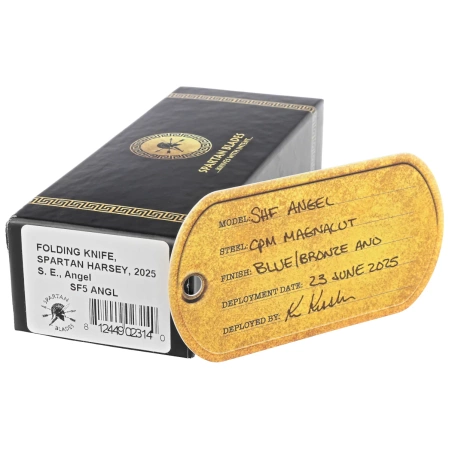 SPARTAN BLADES
FOLDING KNIFE,
SPARTAN HARSEY, 2025
S. E., Angel
SF5 ANGL
SPARTAN
BLADES
8 12449 02314 0
MODEL: SHF ANGEL
STEEL: CPM MAGNACUT
FINISH: BLUE/BRONZE ANO
DEPLOYMENT DATE: 23 JUNE 2025
DEPLOYED BY: